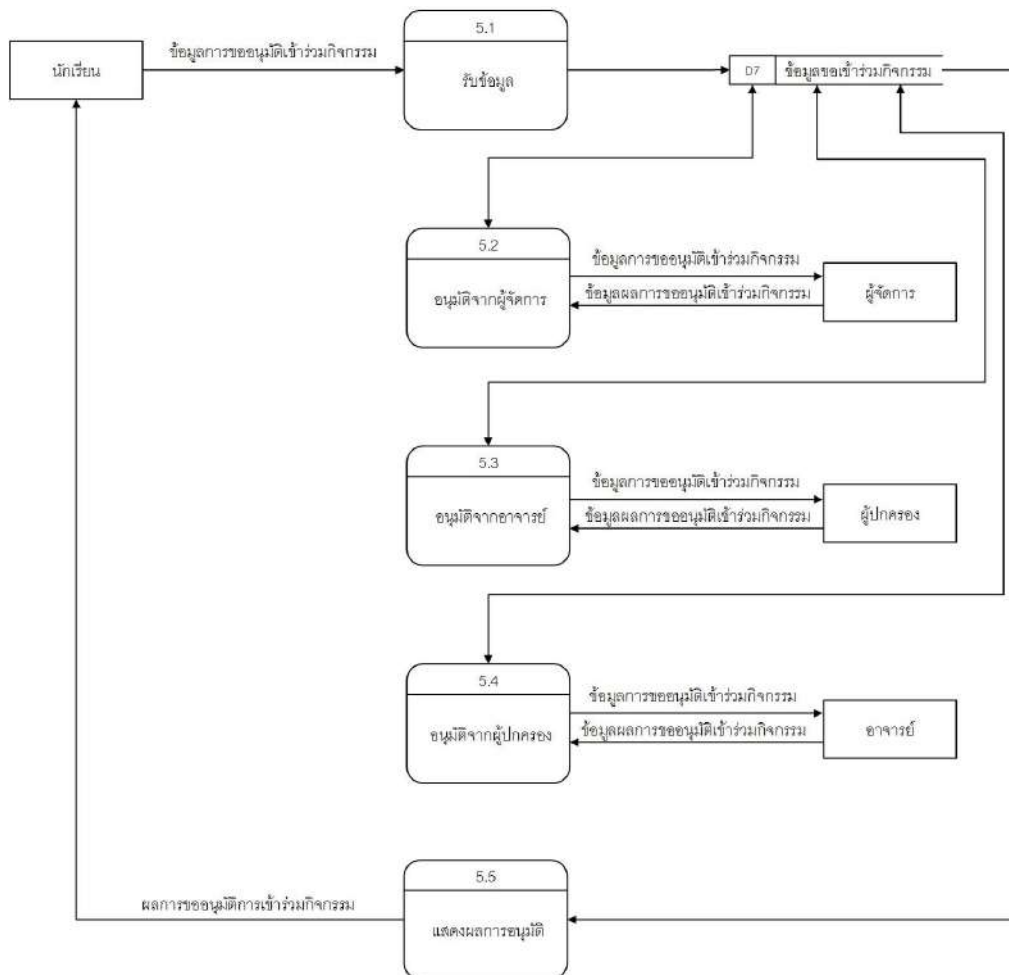 5.1
นักเรียน
ข้อมูลการขออนุมัติเข้าร่วมกิจกรรม
รับข้อมูล
D7
ข้อมูลขอเข้าร่วมกิจกรรม
5.2
ข้อมูลการขออนุมัติเข้าร่วมกิจกรรม
อนุมัติจากผู้จัดการ
ข้อมูลผลการขออนุมัติเข้าร่วมกิจกรรม
ผู้จัดการ
5.3
ข้อมูลการขออนุมัติเข้าร่วมกิจกรรม
อนุมัติจากอาจารย์
ข้อมูลผลการขออนุมัติเข้าร่วมกิจกรรม
ผู้ปกครอง
5.4
ข้อมูลการขออนุมัติเข้าร่วมกิจกรรม
อนุมัติจากผู้ปกครอง
ข้อมูลผลการขออนุมัติเข้าร่วมกิจกรรม
อาจารย์
5.5
ผลการขออนุมัติการเข้าร่วมกิจกรรม
แสดงผลการอนุมัติ